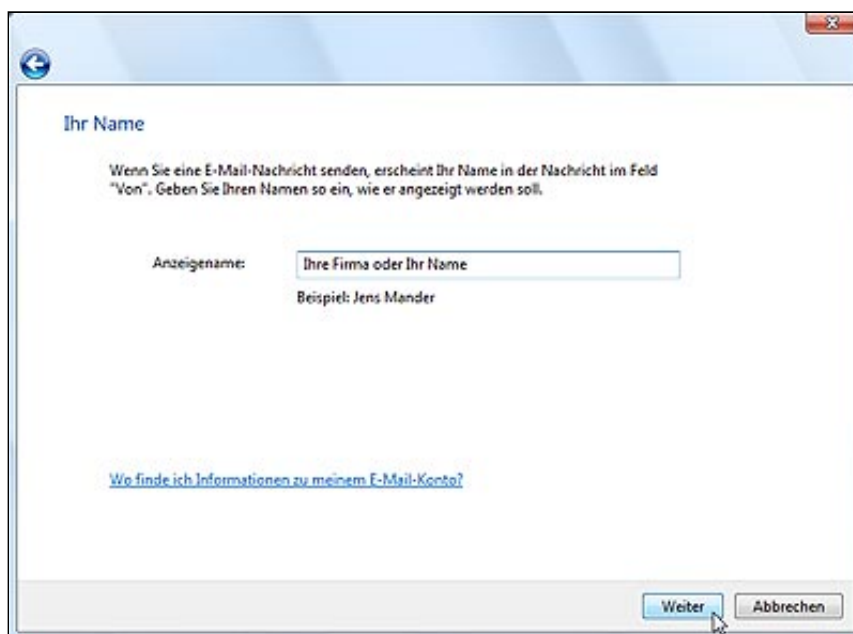 Ihr Name
Wenn Sie eine E-Mail-Nachricht senden, erscheint Ihr Name in der Nachricht im Feld
"Von". Geben Sie Ihren Namen so ein, wie er angezeigt werden soll.
Anzeigename: Ihre Firma oder Ihr Name
Beispiel: Jens Mander
Wo finde ich Informationen zu meinem E-Mail-Konto?
Weiter Abbrechen